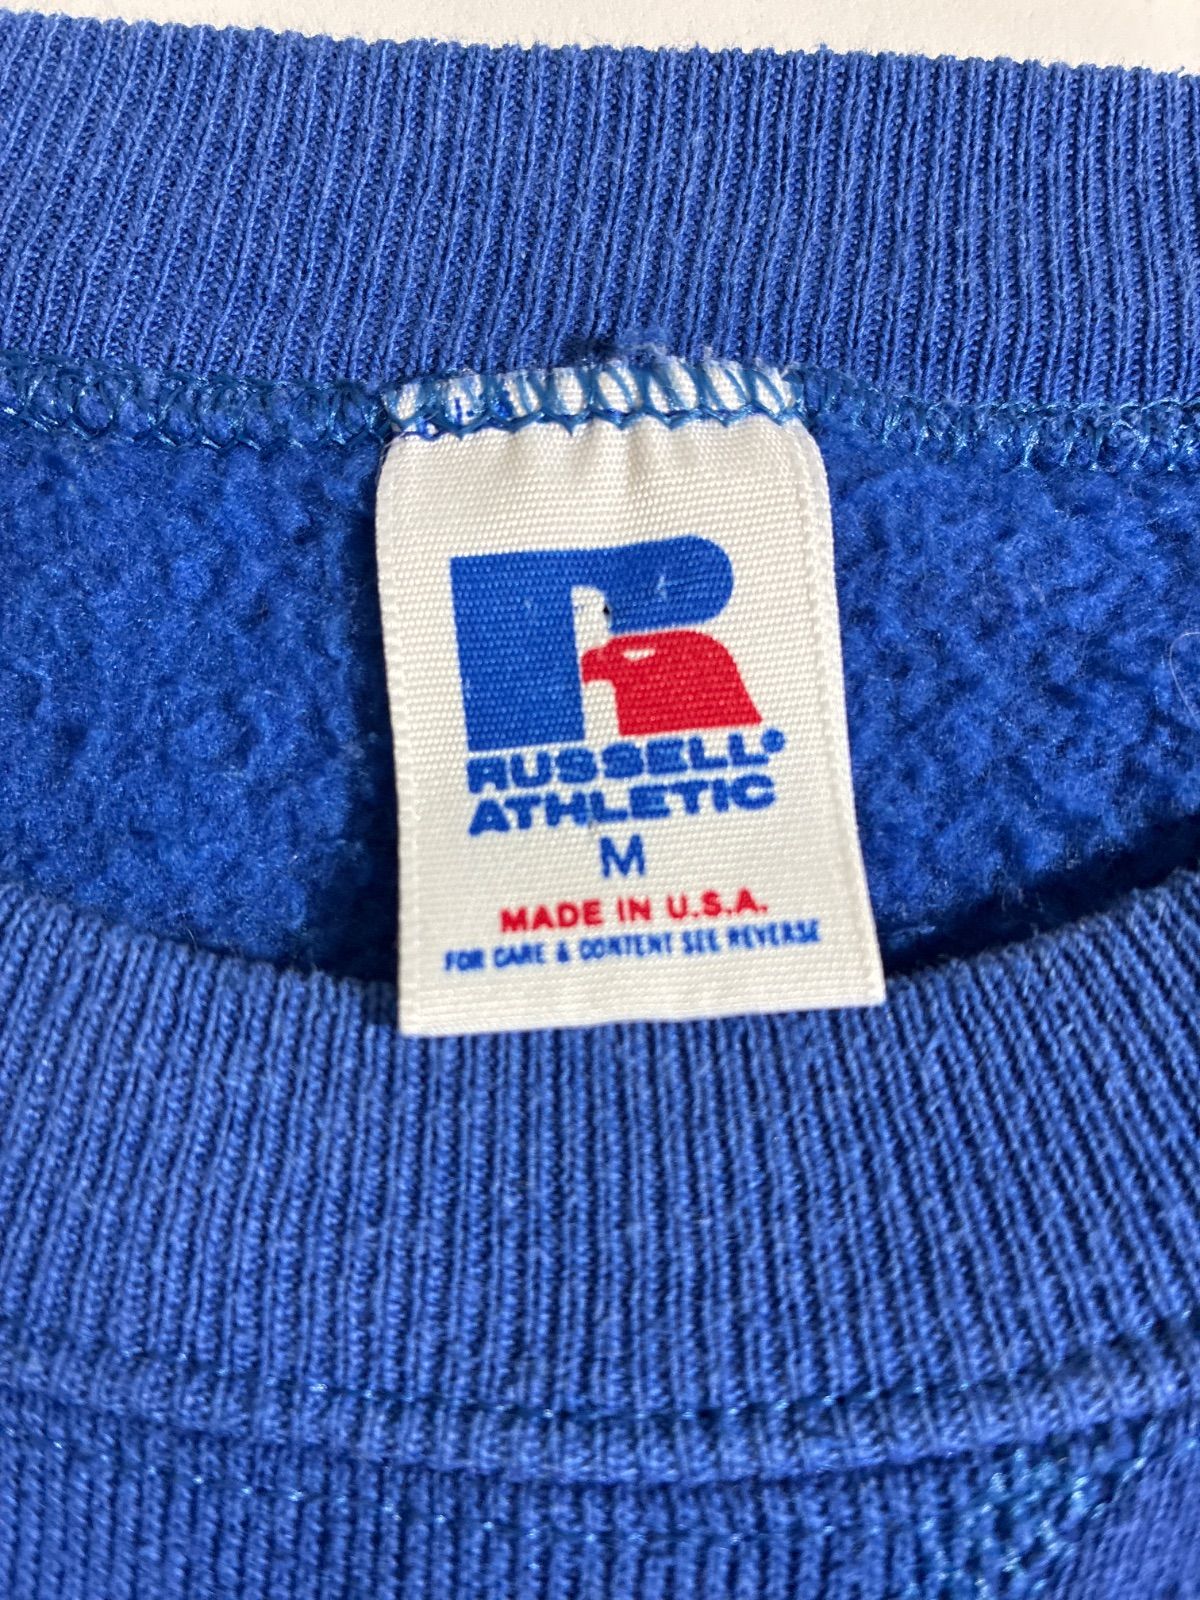 R
RUSSELL®
ATHLETIC
M
MADE IN U.S.A.
FOR CARE & CONTENT SEE REVERSE